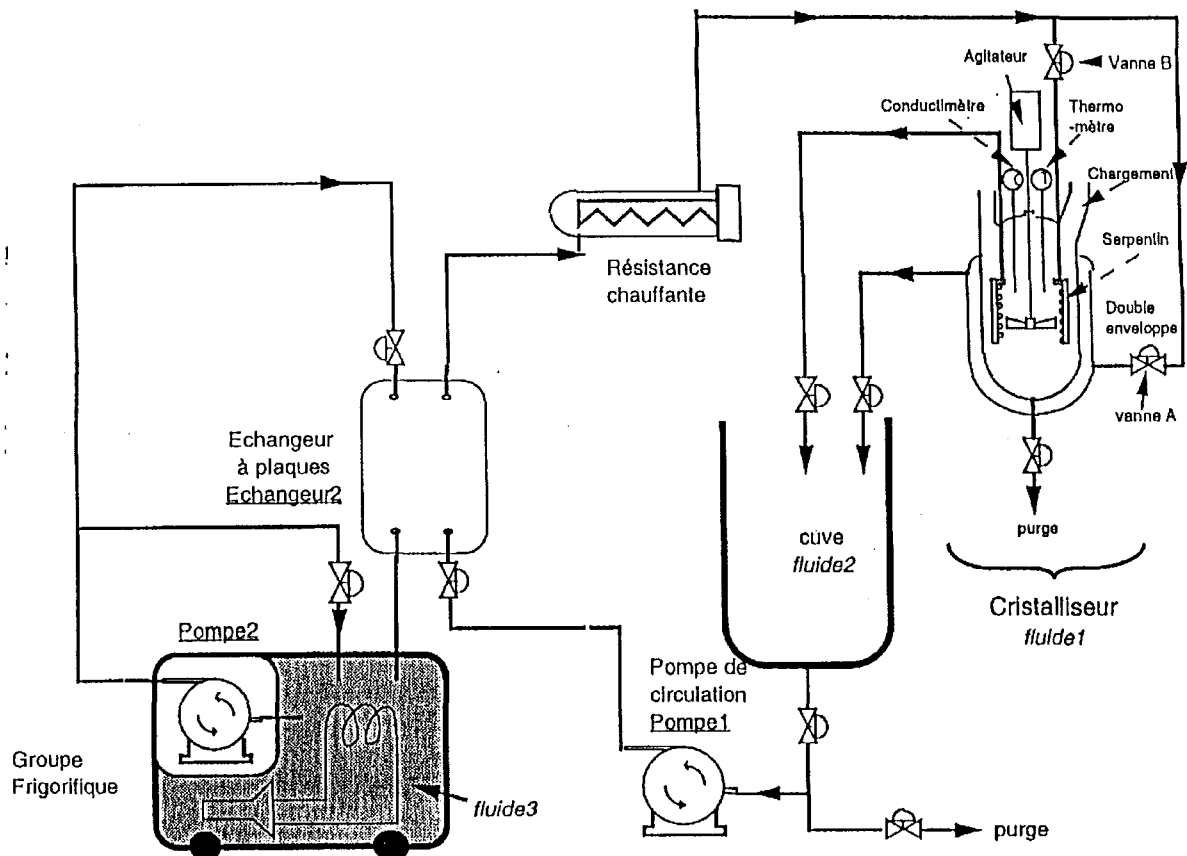 Agitateur
Vanne B
Conductimètre
Thermo
-mètre
Chargement
Serpentin
Résistance
chauffante
Double
enveloppe
vanne A
Echangeur
à plaques
Echangeur2
cuve
fluide2
purge
Cristalliseur
fluide1
Pompe2
Pompe de
circulation
Pompe1
Groupe
Frigorifique
fluide3
purge